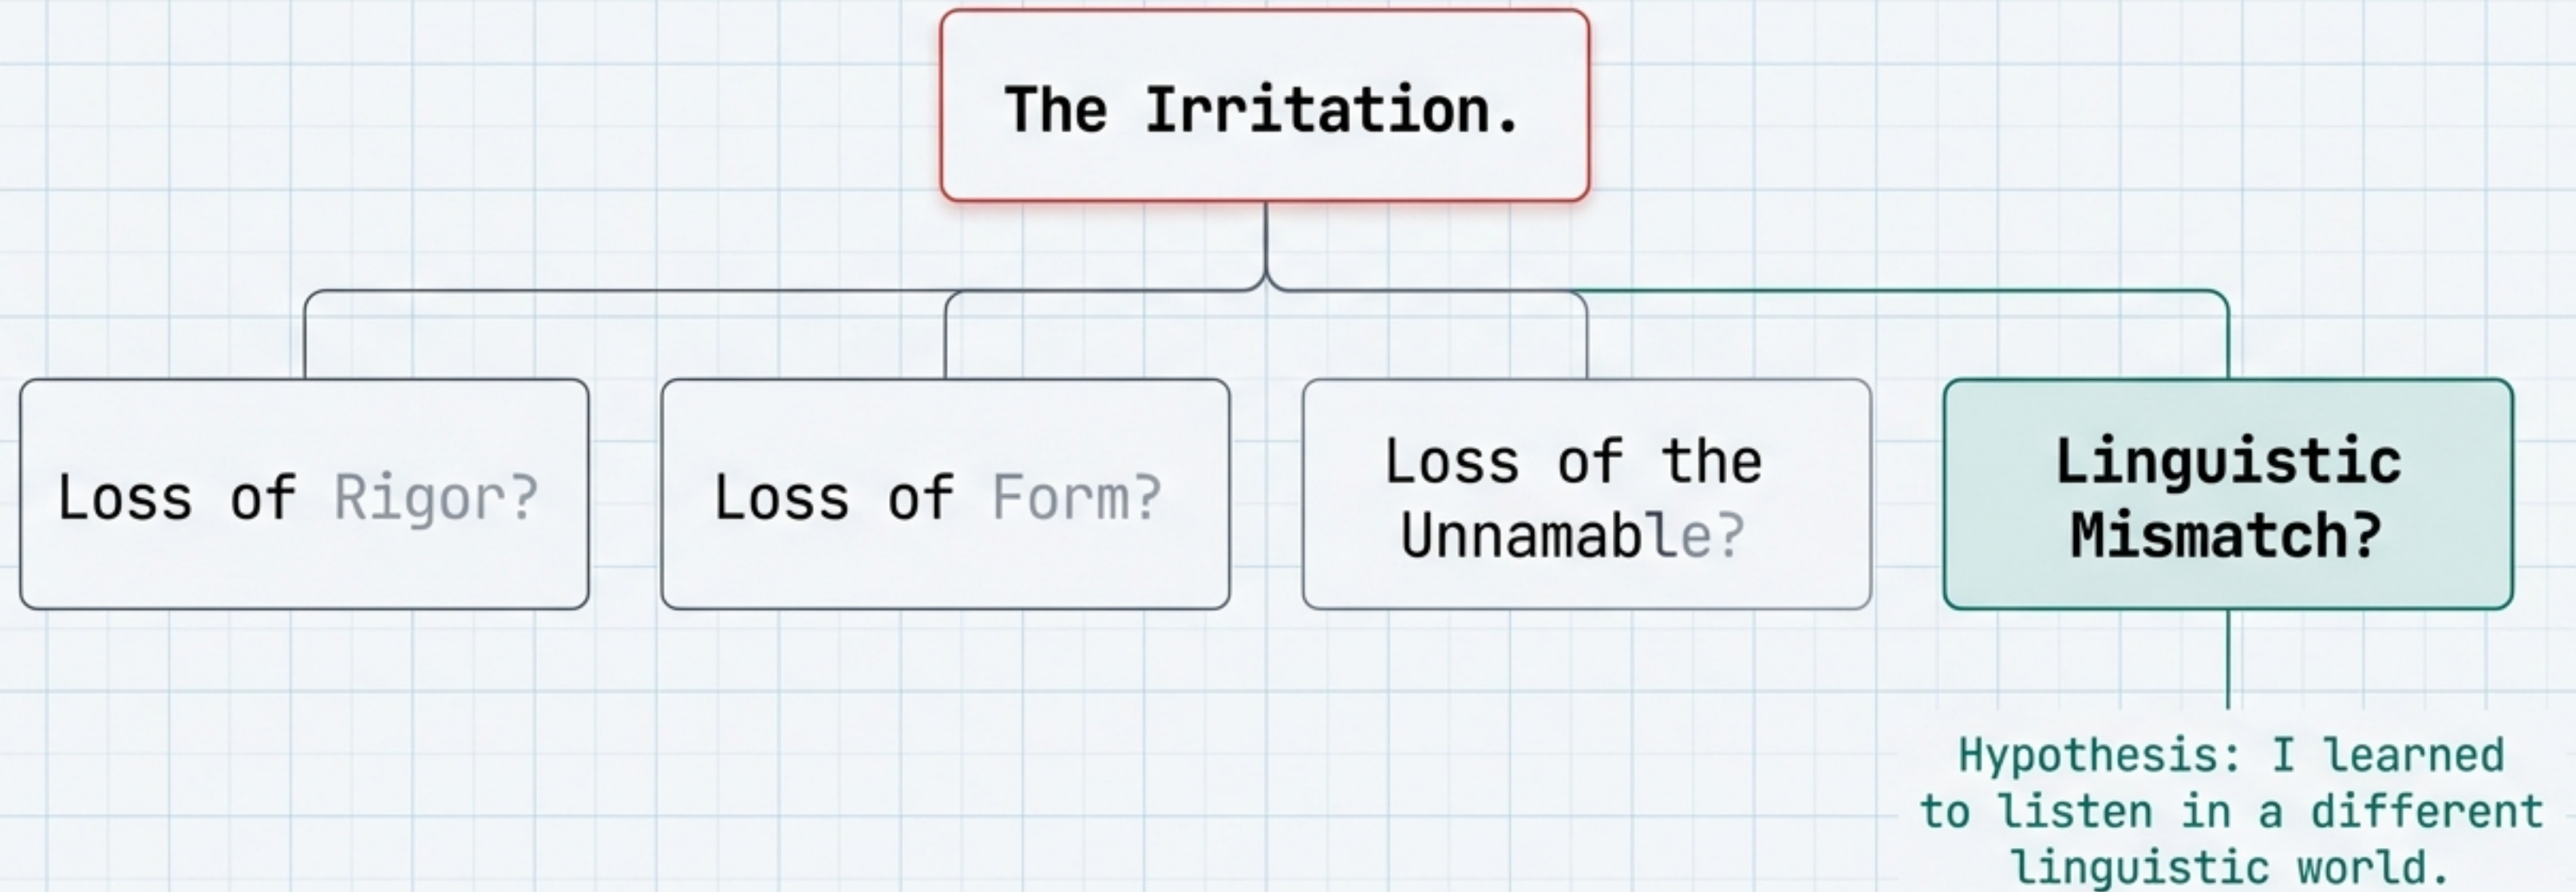 The Irritation.
Loss of Rigor?
Loss of Form?
Loss of the
Unnamable?
Linguistic
Mismatch?
Hypothesis: I learned
to listen in a different
linguistic world.